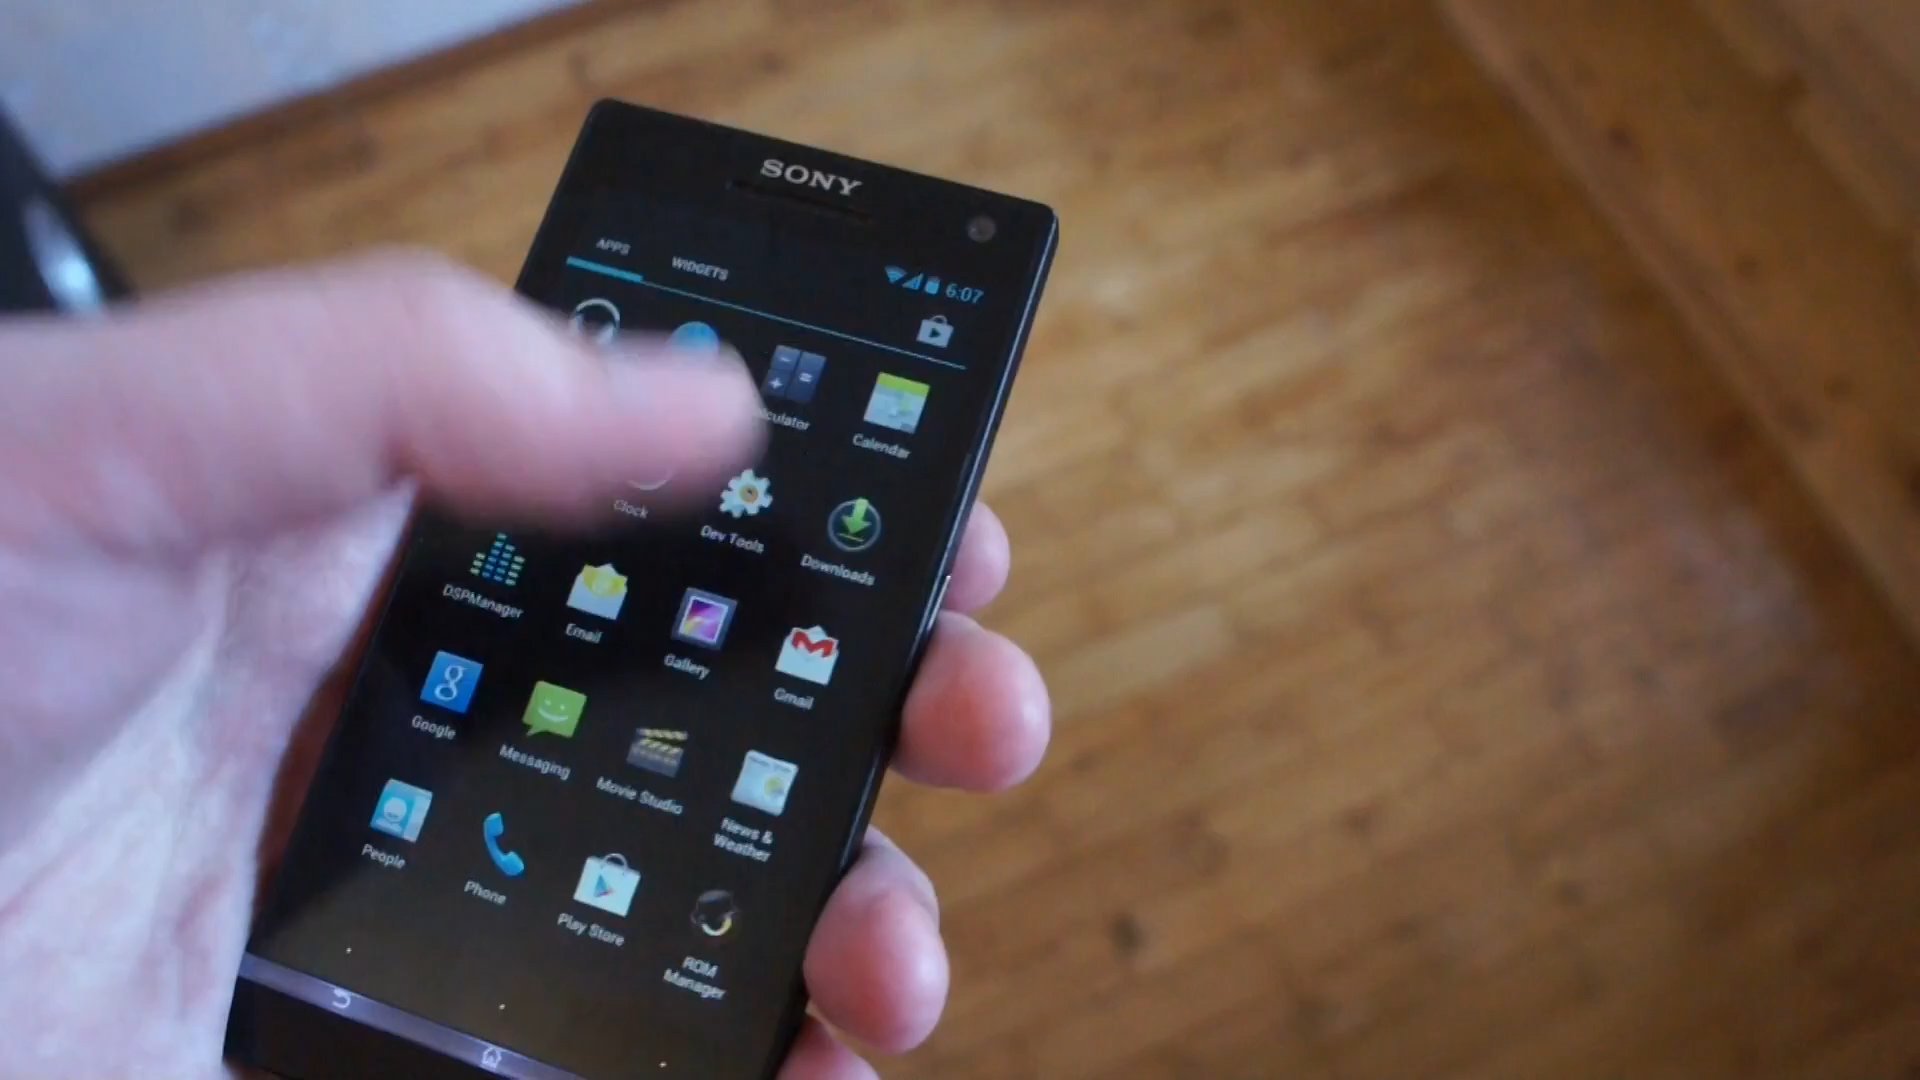 SONY
APPS
WIDGETS
6:07
Calendar
Clock
Dev Tools
Downloads
DSPManager
Email
Gallery
Gmail
Google
Messaging
Movie Studio
News &
Weather
People
Phone
Play Store
ROM
Manager